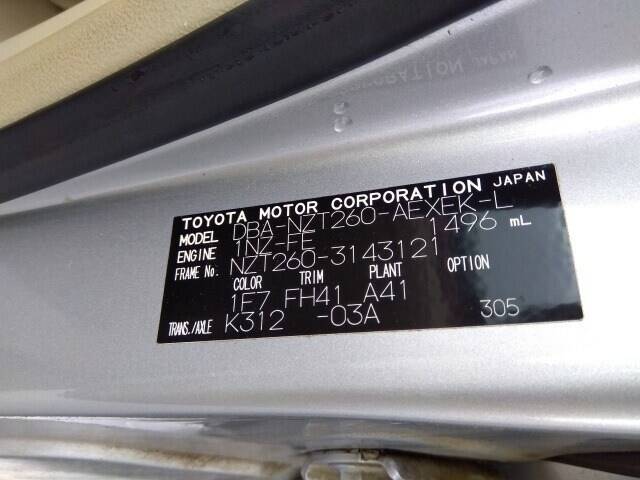 TOYOTA MOTOR CORPORATION JAPAN
MODEL DBA-NZT260-AEXEK-L
ENGINE 1NZ-FE 1496 mL
FRAME No. NZT260-3143121
COLOR TRIM PLANT OPTION
1F7 FH41 A41
TRANS./AXLE K312 -03A 305